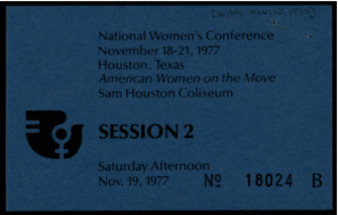 National Women's Conference
November 18-21, 1977
Houston, Texas
American Women on the Move
Sam Houston Coliseum
SESSION 2
Saturday Afternoon
Nov. 19, 1977 Nº 18024 B